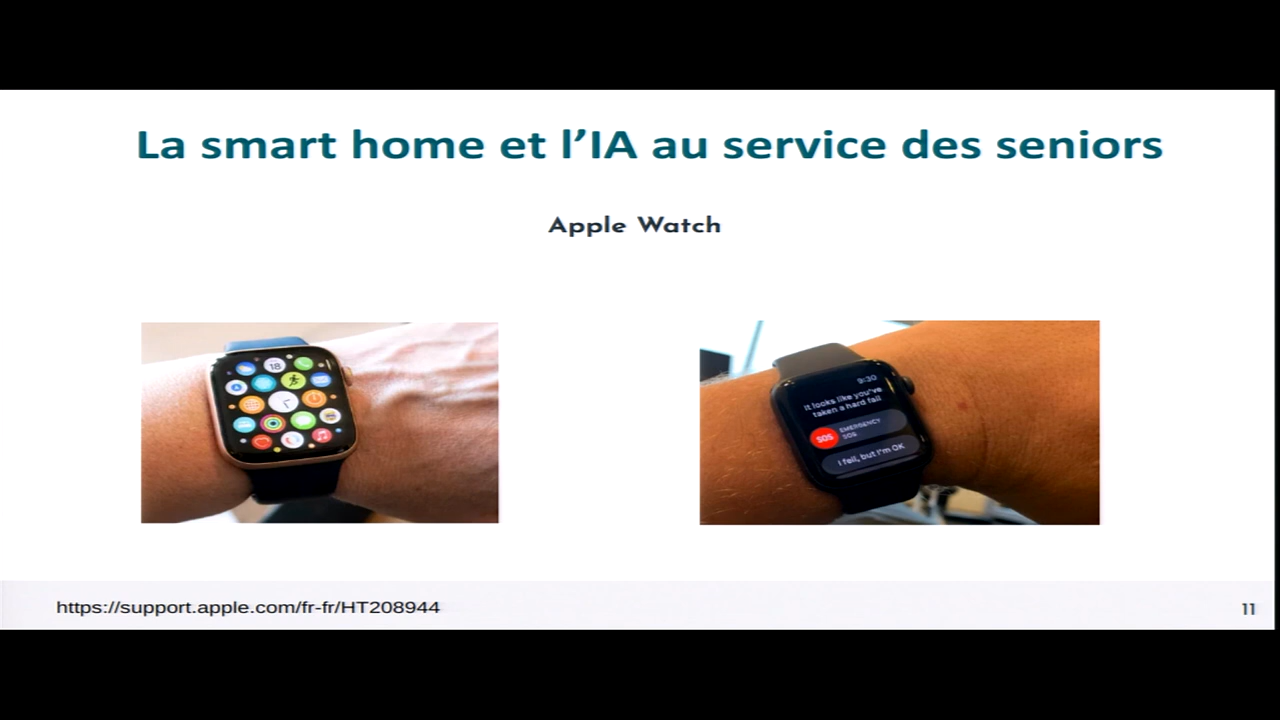 La smart home et l’IA au service des seniors
Apple Watch
18
9:30
It looks like you've
taken a hard fall
SOS
EMERGENCY
SOS
I fell, but I'm OK
https://support.apple.com/fr-fr/HT208944
11